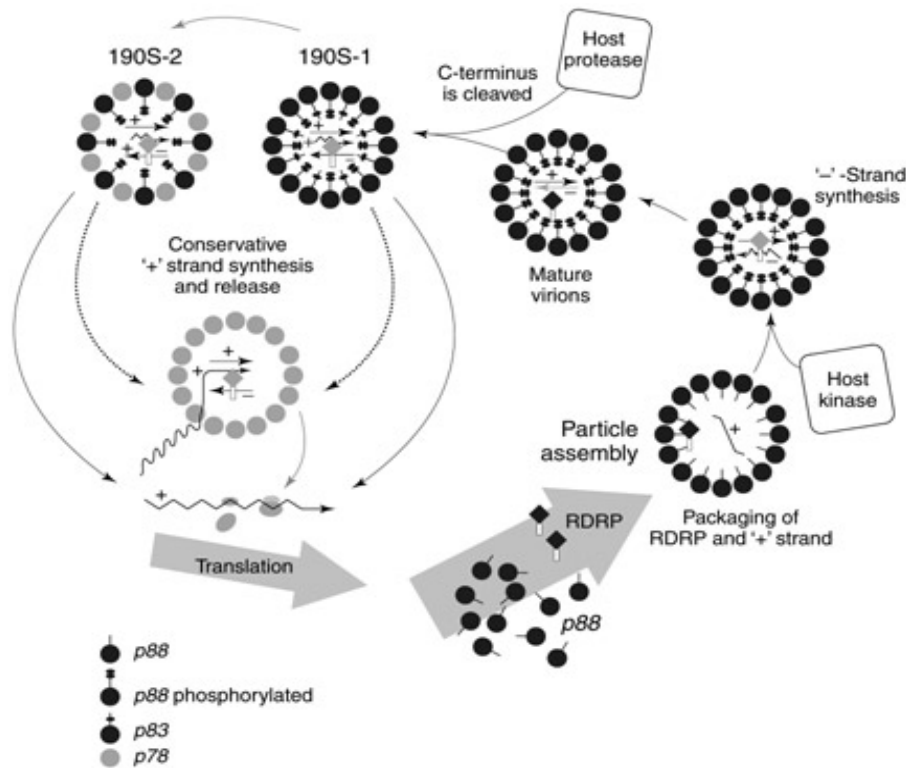 190S-2
190S-1
Host
protease
C-terminus
is cleaved
+
+
–
+
+
–
+
–
Mature
virions
'–' -Strand
synthesis
+
–
Conservative
'+' strand synthesis
and release
+
+
–
Host
kinase
Particle
assembly
+
Packaging of
RDRP and '+' strand
+
Translation
RDRP
p88
p88
p88 phosphorylated
p83
p78